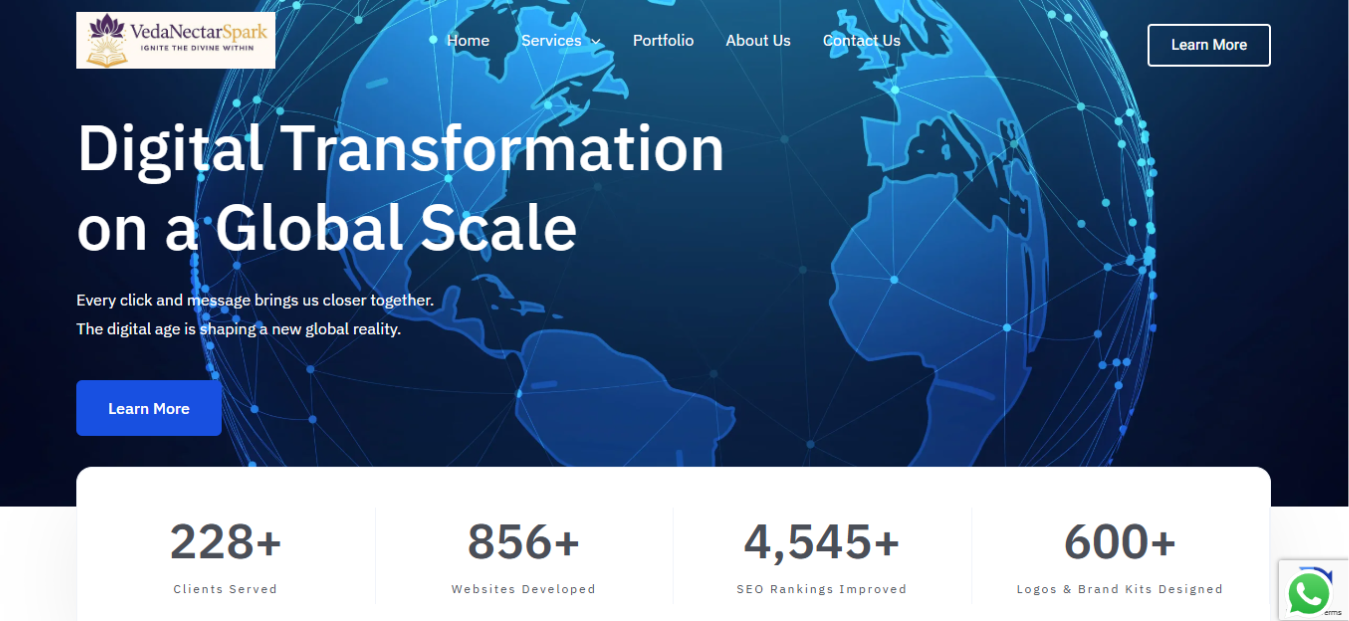 VedaNectarSpark
IGNITE THE DIVINE WITHIN
Home
Services
Portfolio
About Us
Contact Us
Learn More
Digital Transformation
on a Global Scale
Every click and message brings us closer together.
The digital age is shaping a new global reality.
Learn More
228+
Clients Served
856+
Websites Developed
4,545+
SEO Rankings Improved
600+
Logos & Brand Kits Designed